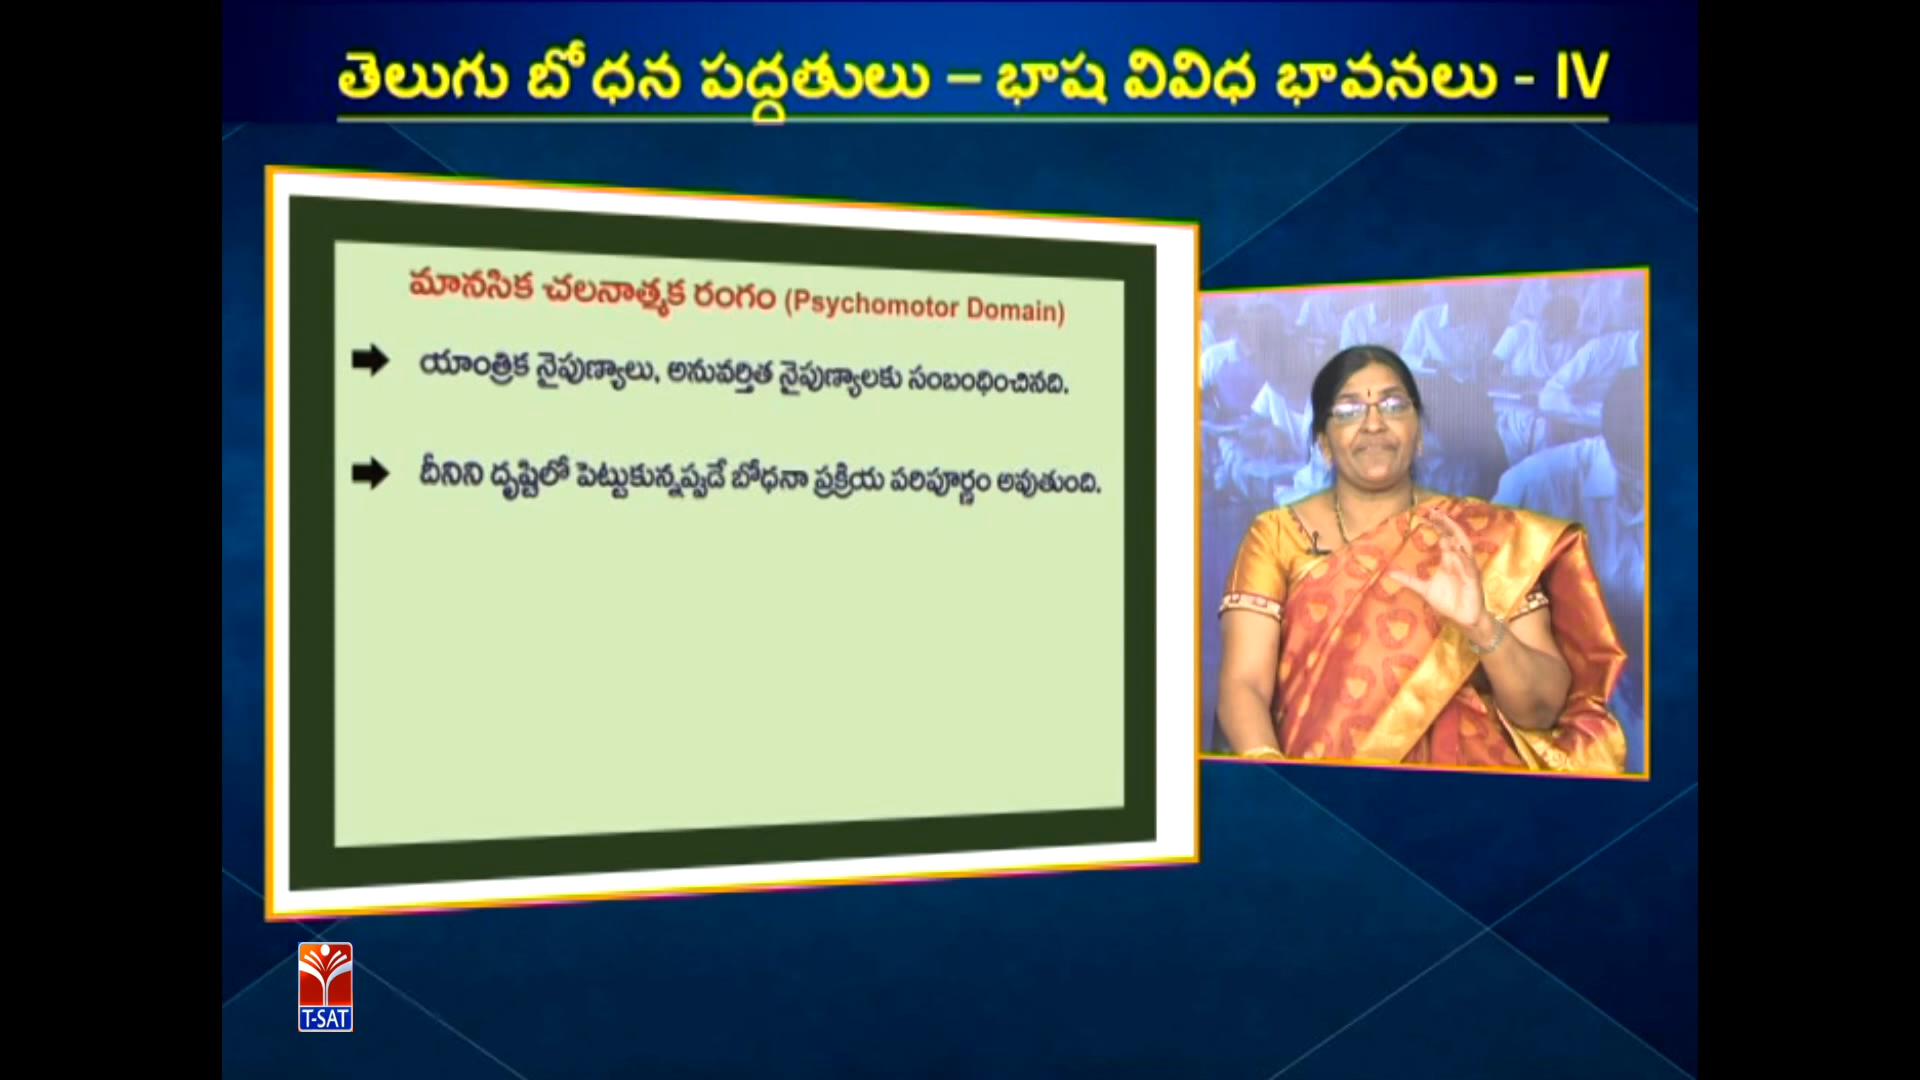 తెలుగు బోధన పద్ధతులు – భాష వివిధ భావనలు - IV
మానసిక చలనాత్మక రంగం (Psychomotor Domain)
యాంత్రిక నైపుణ్యాలు, అనువర్తిత నైపుణ్యాలకు సంబంధించినది.
దీనిని దృష్టిలో పెట్టుకున్నప్పుడే బోధనా ప్రక్రియ పరిపూర్ణం అవుతుంది.
T-SAT